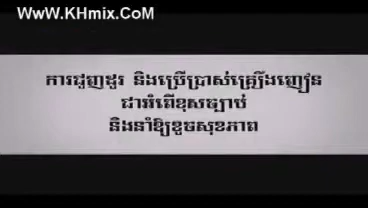 WwW.KHmix.CoM
ការជួញដូរ និងប្រើប្រាស់គ្រឿងញៀន
ជាអំពើខុសច្បាប់
និងនាំឱ្យខូចសុខភាព